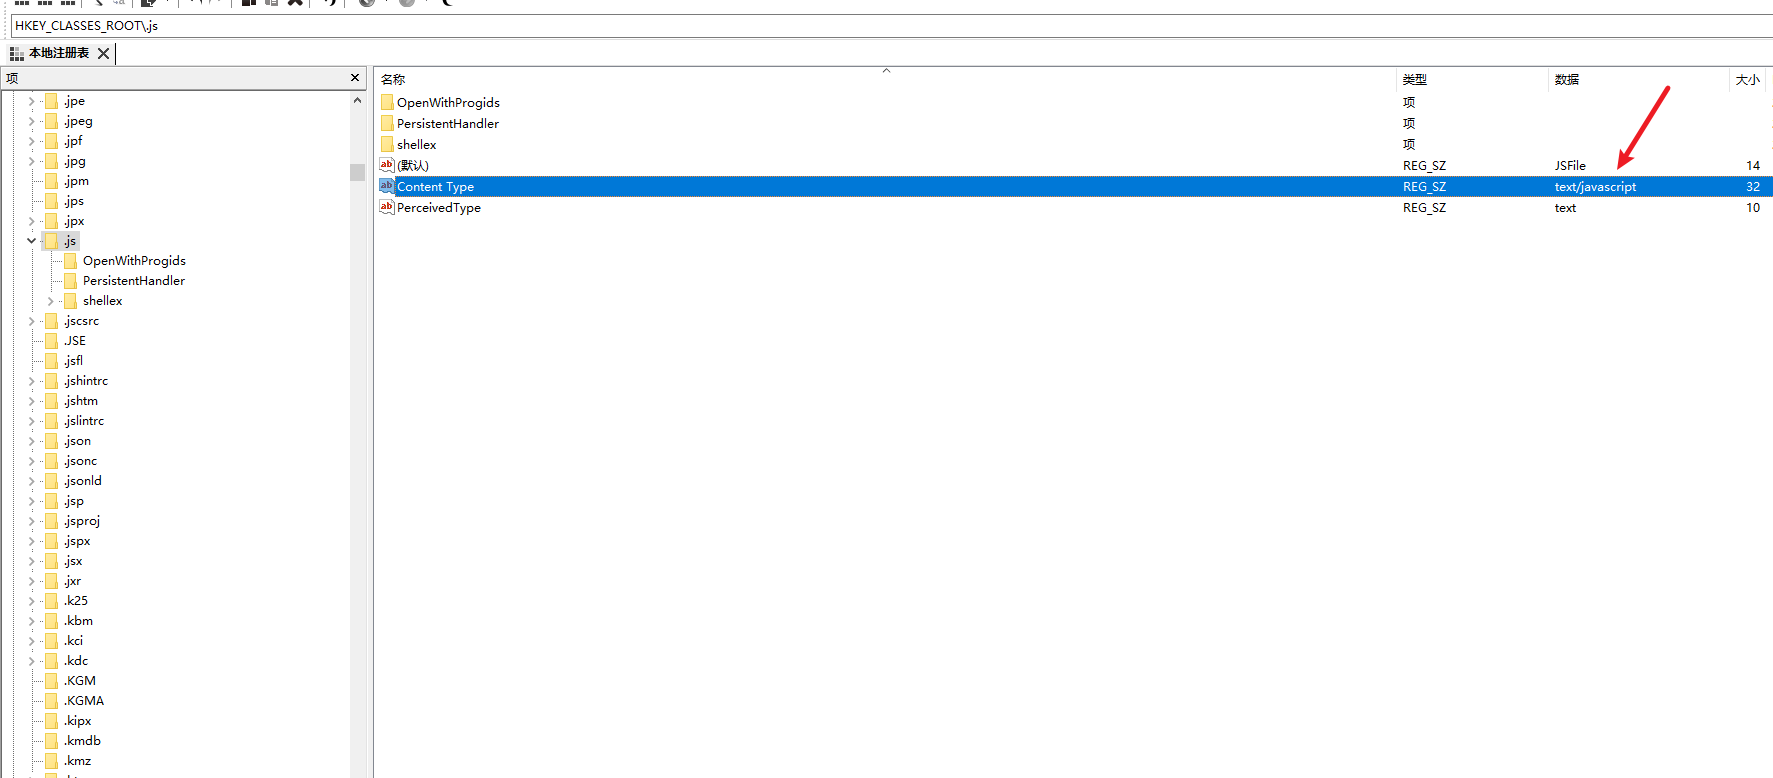 HKEY_CLASSES_ROOT\.js
本地注册表
项
名称 类型 数据 大小
.jpe
.jpeg
.jpf
.jpg
.jpm
.jps
.jpx
.js
OpenWithProgids
PersistentHandler
shellex
.jscsrc
.JSE
.jsfl
.jshintrc
.jshtm
.jslintrc
.json
.jsonc
.jsonld
.jsp
.jsproj
.jspx
.jsx
.jxr
.k25
.kbm
.kci
.kdc
.KGM
.KGMA
.kipx
.kmdb
.kmz
OpenWithProgids 项
PersistentHandler 项
shellex 项
ab (默认) REG_SZ JSFile 14
ab Content Type REG_SZ text/javascript 32
ab PerceivedType REG_SZ text 10